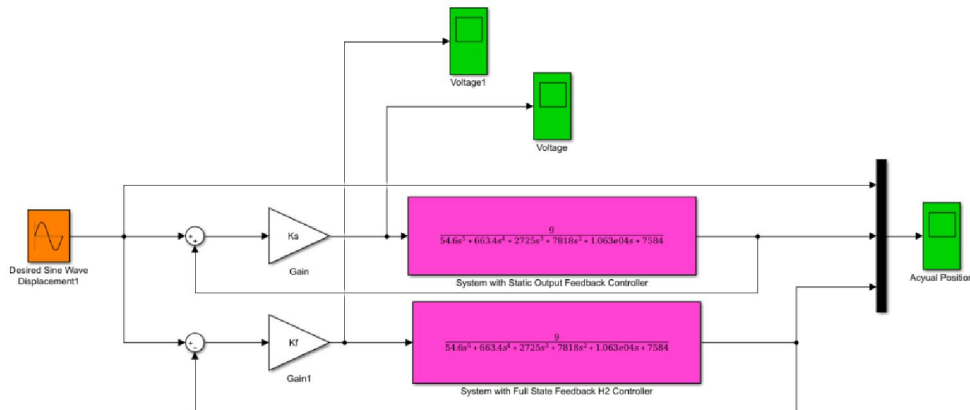 Voltage1
Voltage
Desired Sine Wave
Displacement1
Ks
Gain
9
54.6s⁵+663.4s⁴+2725s³+7818s²+1.063e04s+7584
System with Static Output Feedback Controller
Acyual Position
Kf
Gain1
9
54.6s⁵+663.4s⁴+2725s³+7818s²+1.063e04s+7584
System with Full State Feedback H2 Controller